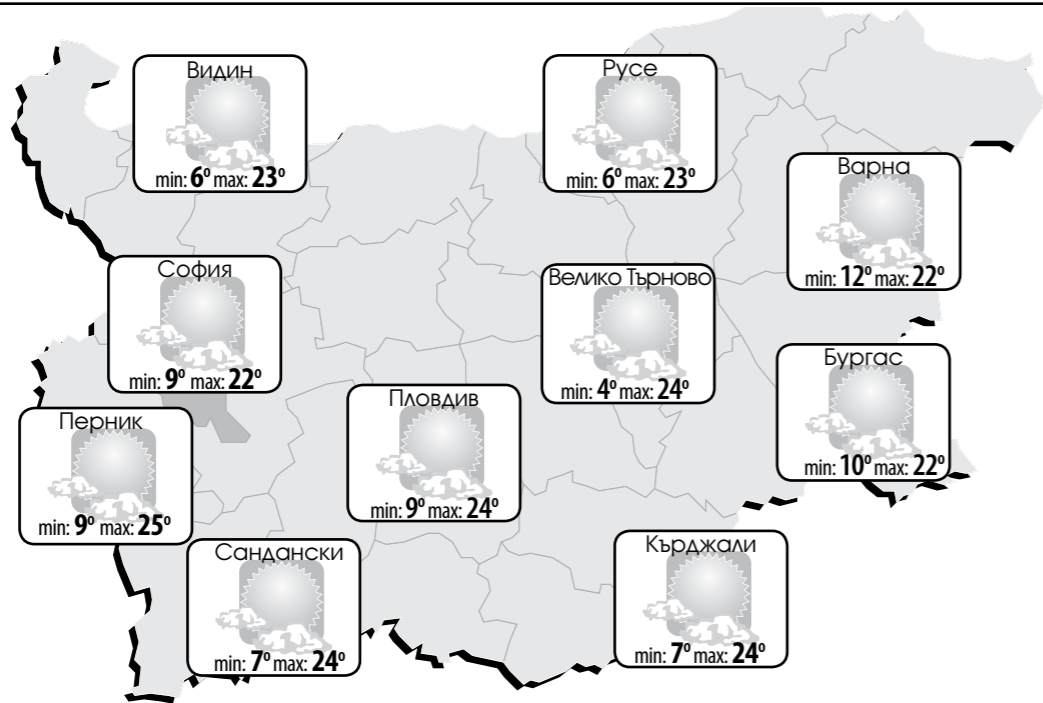 Видин
min: 6° max: 23°
Русе
min: 6° max: 23°
Варна
min: 12° max: 22°
София
min: 9° max: 22°
Велико Търново
min: 4° max: 24°
Бургас
min: 10° max: 22°
Перник
min: 9° max: 25°
Пловдив
min: 9° max: 24°
Сандански
min: 7° max: 24°
Кърджали
min: 7° max: 24°